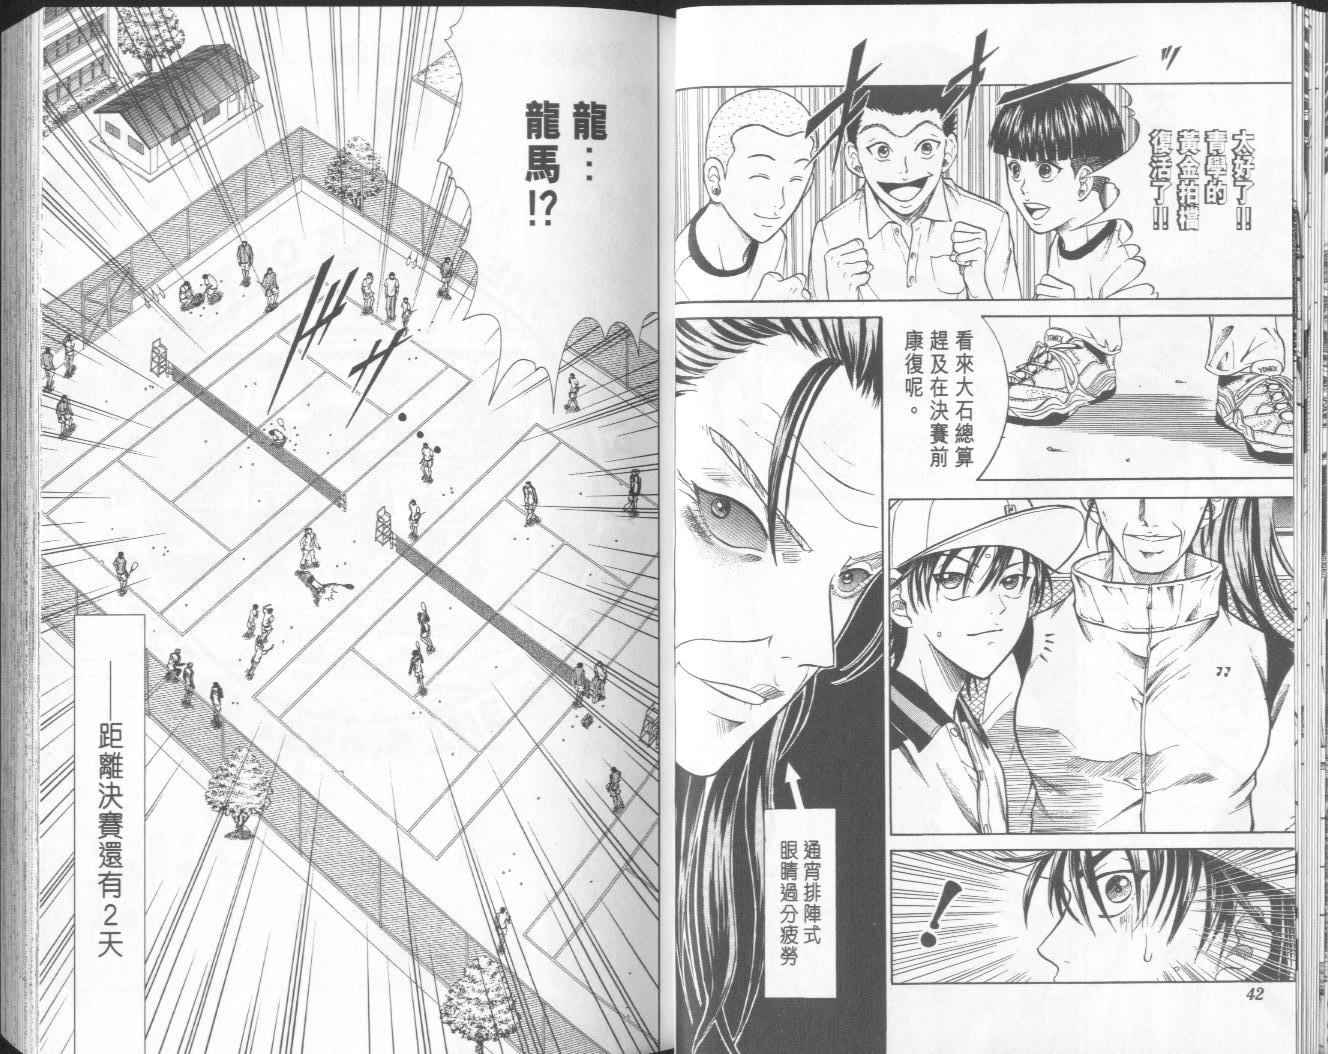 太好了!!
青學的
黃金拍檔
復活了!!
看來大石總算
趕及在決賽前
康復呢。
通宵排陣式
眼睛過分疲勞
!
42
龍…
龍馬!?
——距離決賽還有2天